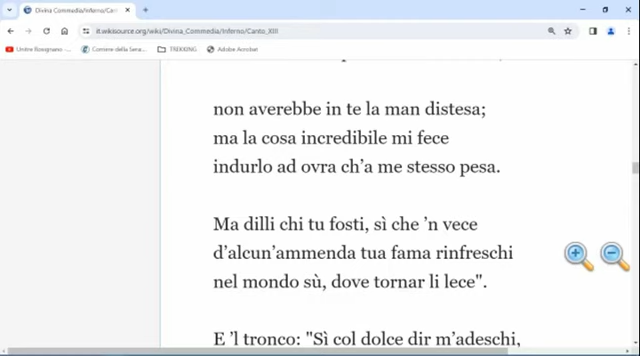 Divina Commedia/Inferno/Cant
it.wikisource.org/wiki/Divina_Commedia/Inferno/Canto_XIII
Unitre Rosignano -...
Corriere della Sera...
TREKKING
Adobe Acrobat
non averebbe in te la man distesa;
ma la cosa incredibile mi fece
indurlo ad ovra ch’a me stesso pesa.
Ma dilli chi tu fosti, sì che ’n vece
d’alcun’ammenda tua fama rinfreschi
nel mondo sù, dove tornar li lece".
E ’l tronco: "Sì col dolce dir m’adeschi,